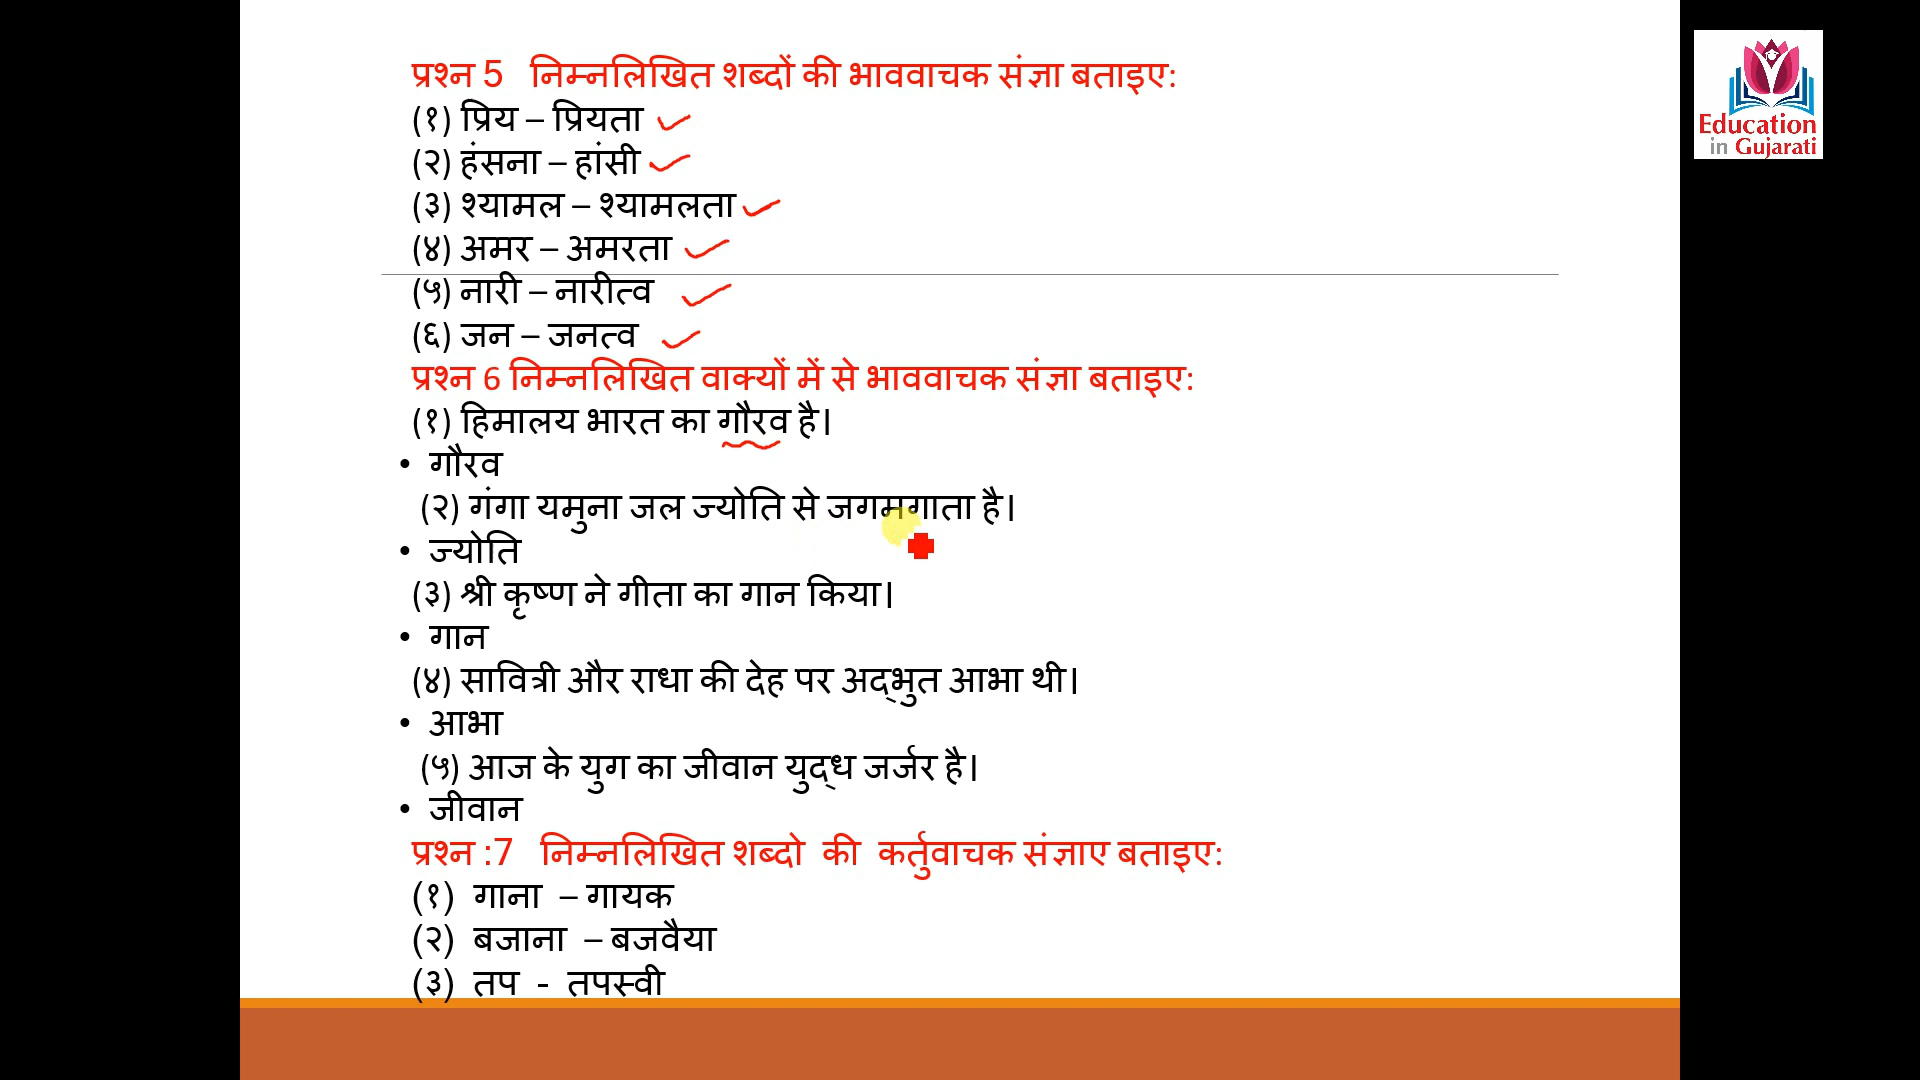 प्रश्न 5 निम्नलिखित शब्दों की भाववाचक संज्ञा बताइए:
(१) प्रिय – प्रियता
(२) हंसना – हांसी
(३) श्यामल – श्यामलता
(४) अमर – अमरता
(५) नारी – नारीत्व
(६) जन – जनत्व
प्रश्न 6 निम्नलिखित वाक्यों में से भाववाचक संज्ञा बताइए:
(१) हिमालय भारत का गौरव है।
• गौरव
(२) गंगा यमुना जल ज्योति से जगमगाता है।
• ज्योति
(३) श्री कृष्ण ने गीता का गान किया।
• गान
(४) सावित्री और राधा की देह पर अद्‌भुत आभा थी।
• आभा
(५) आज के युग का जीवान युद्‌ध जर्जर है।
• जीवान
प्रश्न :7 निम्नलिखित शब्दो की कर्तुवाचक संज्ञाए बताइए:
(१) गाना – गायक
(२) बजाना – बजवैया
(३) तप - तपस्वी
Education
in Gujarati